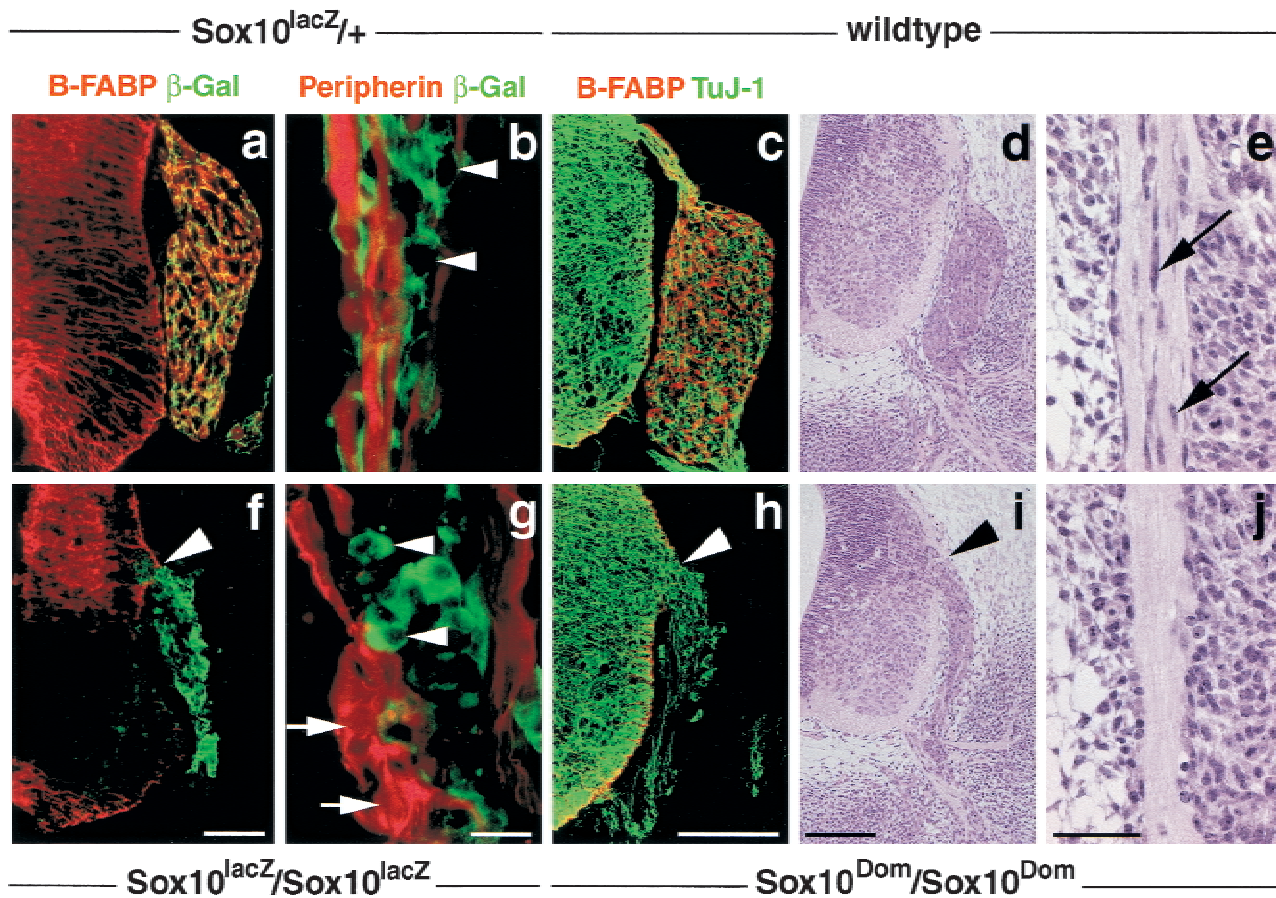 Sox10lacZ/+ wildtype
B-FABP β-Gal Peripherin β-Gal B-FABP TuJ-1
a b c d e
f g h i j
Sox10lacZ/Sox10lacZ Sox10Dom/Sox10Dom